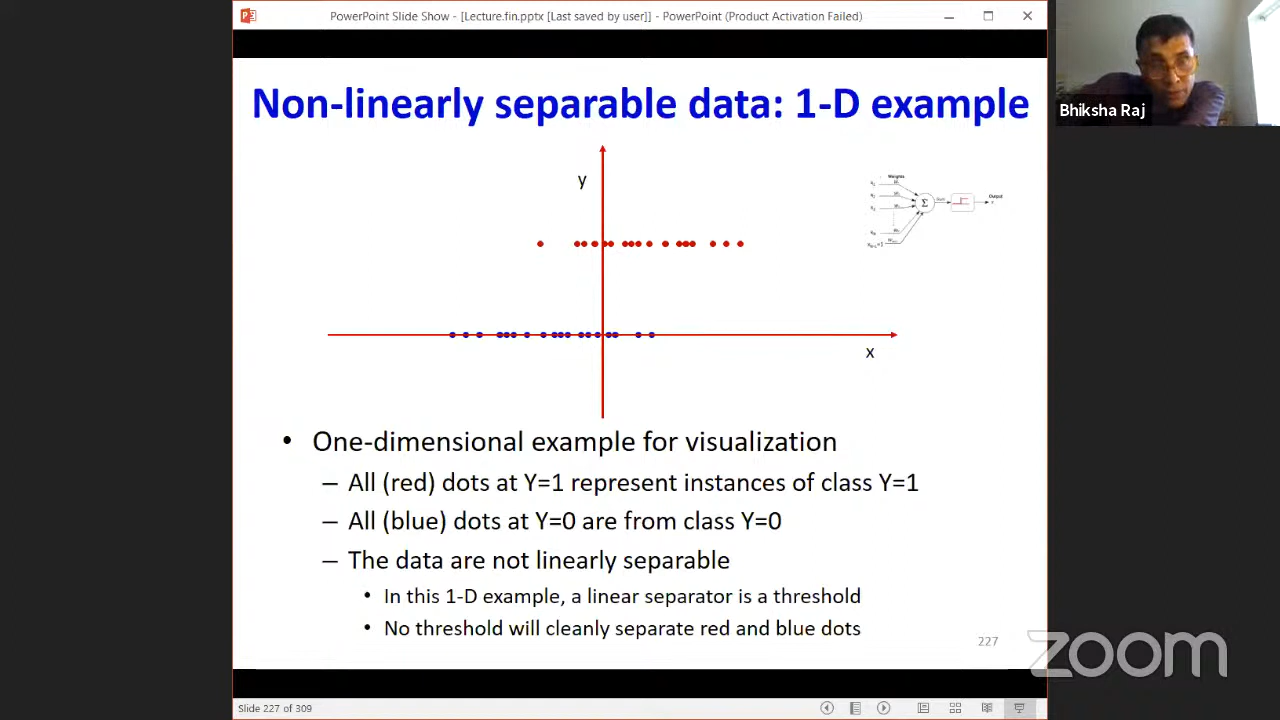 PowerPoint Slide Show - [Lecture.fin.pptx [Last saved by user]] - PowerPoint (Product Activation Failed)
Bhiksha Raj
Non-linearly separable data: 1-D example
y
Weights
Output
Σ
x
• One-dimensional example for visualization
– All (red) dots at Y=1 represent instances of class Y=1
– All (blue) dots at Y=0 are from class Y=0
– The data are not linearly separable
• In this 1-D example, a linear separator is a threshold
• No threshold will cleanly separate red and blue dots
227
zoom
Slide 227 of 309